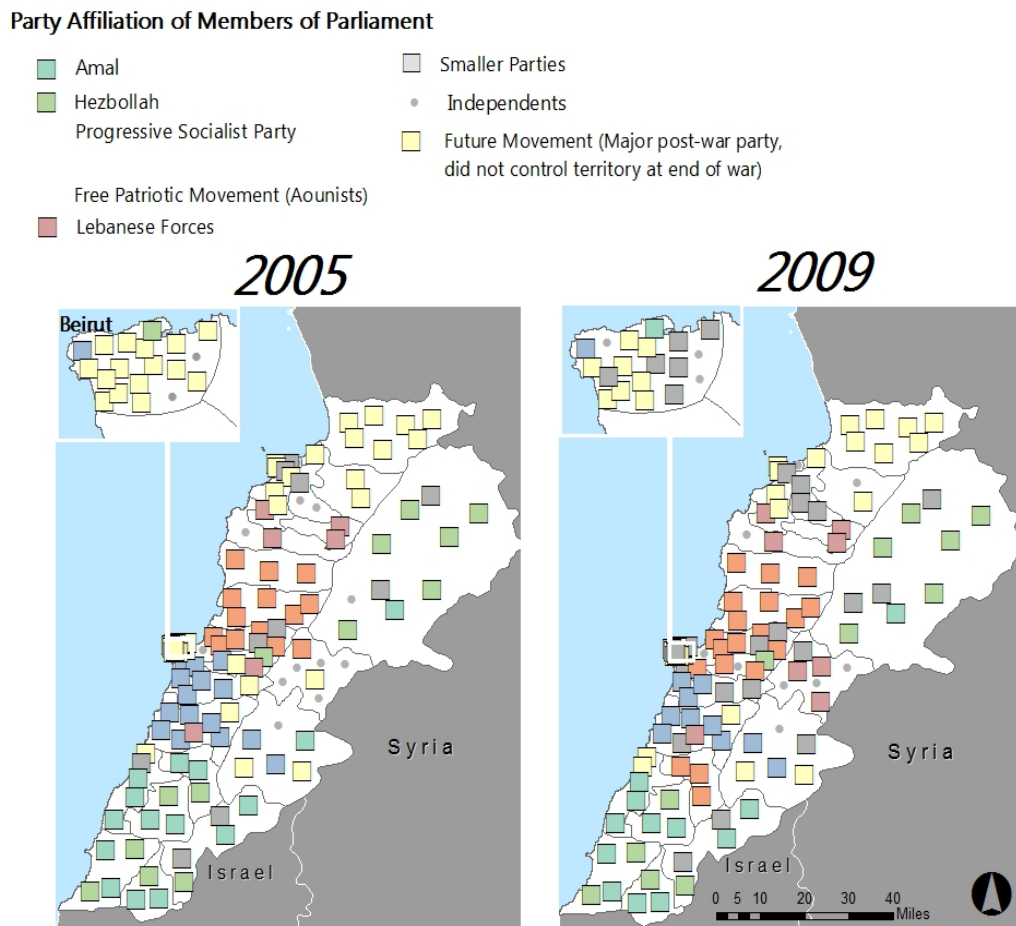 Party Affiliation of Members of Parliament
Amal
Hezbollah
Progressive Socialist Party
Free Patriotic Movement (Aounists)
Lebanese Forces
Smaller Parties
Independents
Future Movement (Major post-war party,
did not control territory at end of war)
2005
2009
Beirut
Syria
Israel
Syria
Israel
0 5 10 20 30 40
Miles